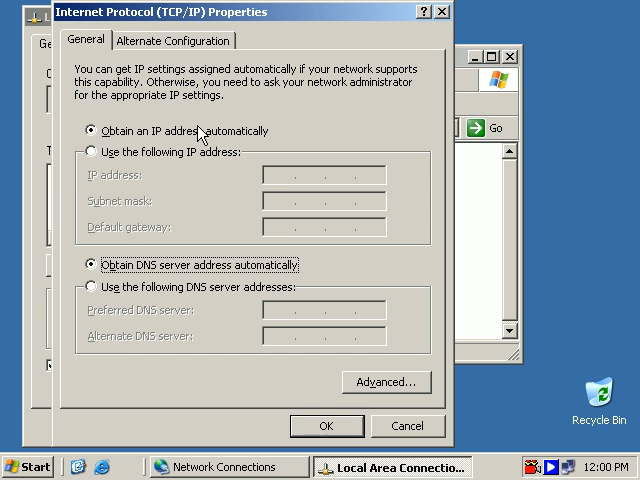 Internet Protocol (TCP/IP) Properties
General
Alternate Configuration
You can get IP settings assigned automatically if your network supports
this capability. Otherwise, you need to ask your network administrator
for the appropriate IP settings.
Obtain an IP address automatically
Use the following IP address:
IP address:
Subnet mask:
Default gateway:
Obtain DNS server address automatically
Use the following DNS server addresses:
Preferred DNS server:
Alternate DNS server:
Advanced...
OK
Cancel
Go
Recycle Bin
Start
Network Connections
Local Area Connectio...
12:00 PM